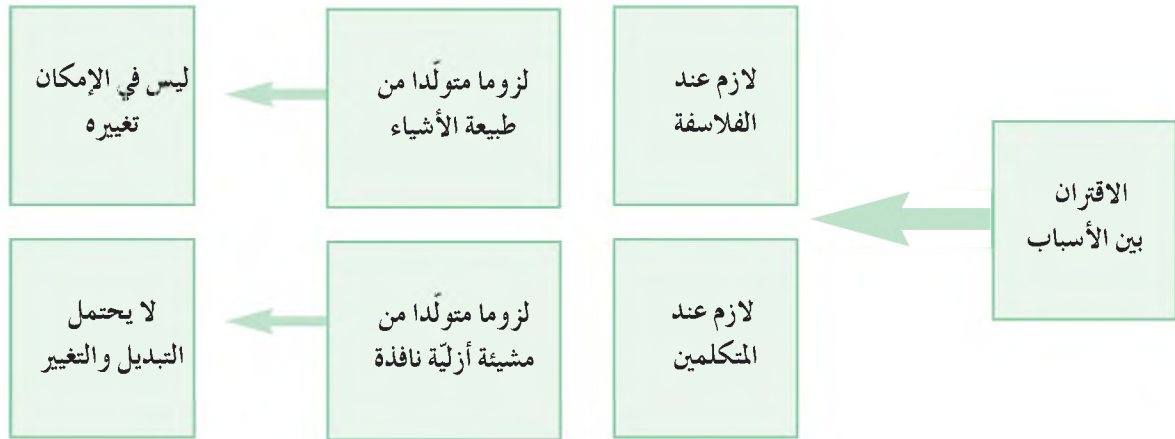 الاقتران
بين الأسباب
لازم عند
الفلاسفة
لزوما متولّدا من
طبيعة الأشياء
ليس في الإمكان
تغييره
لازم عند
المتكلمين
لزوما متولّدا من
مشيئة أزليّة نافذة
لا يحتمل
التبديل والتغيير